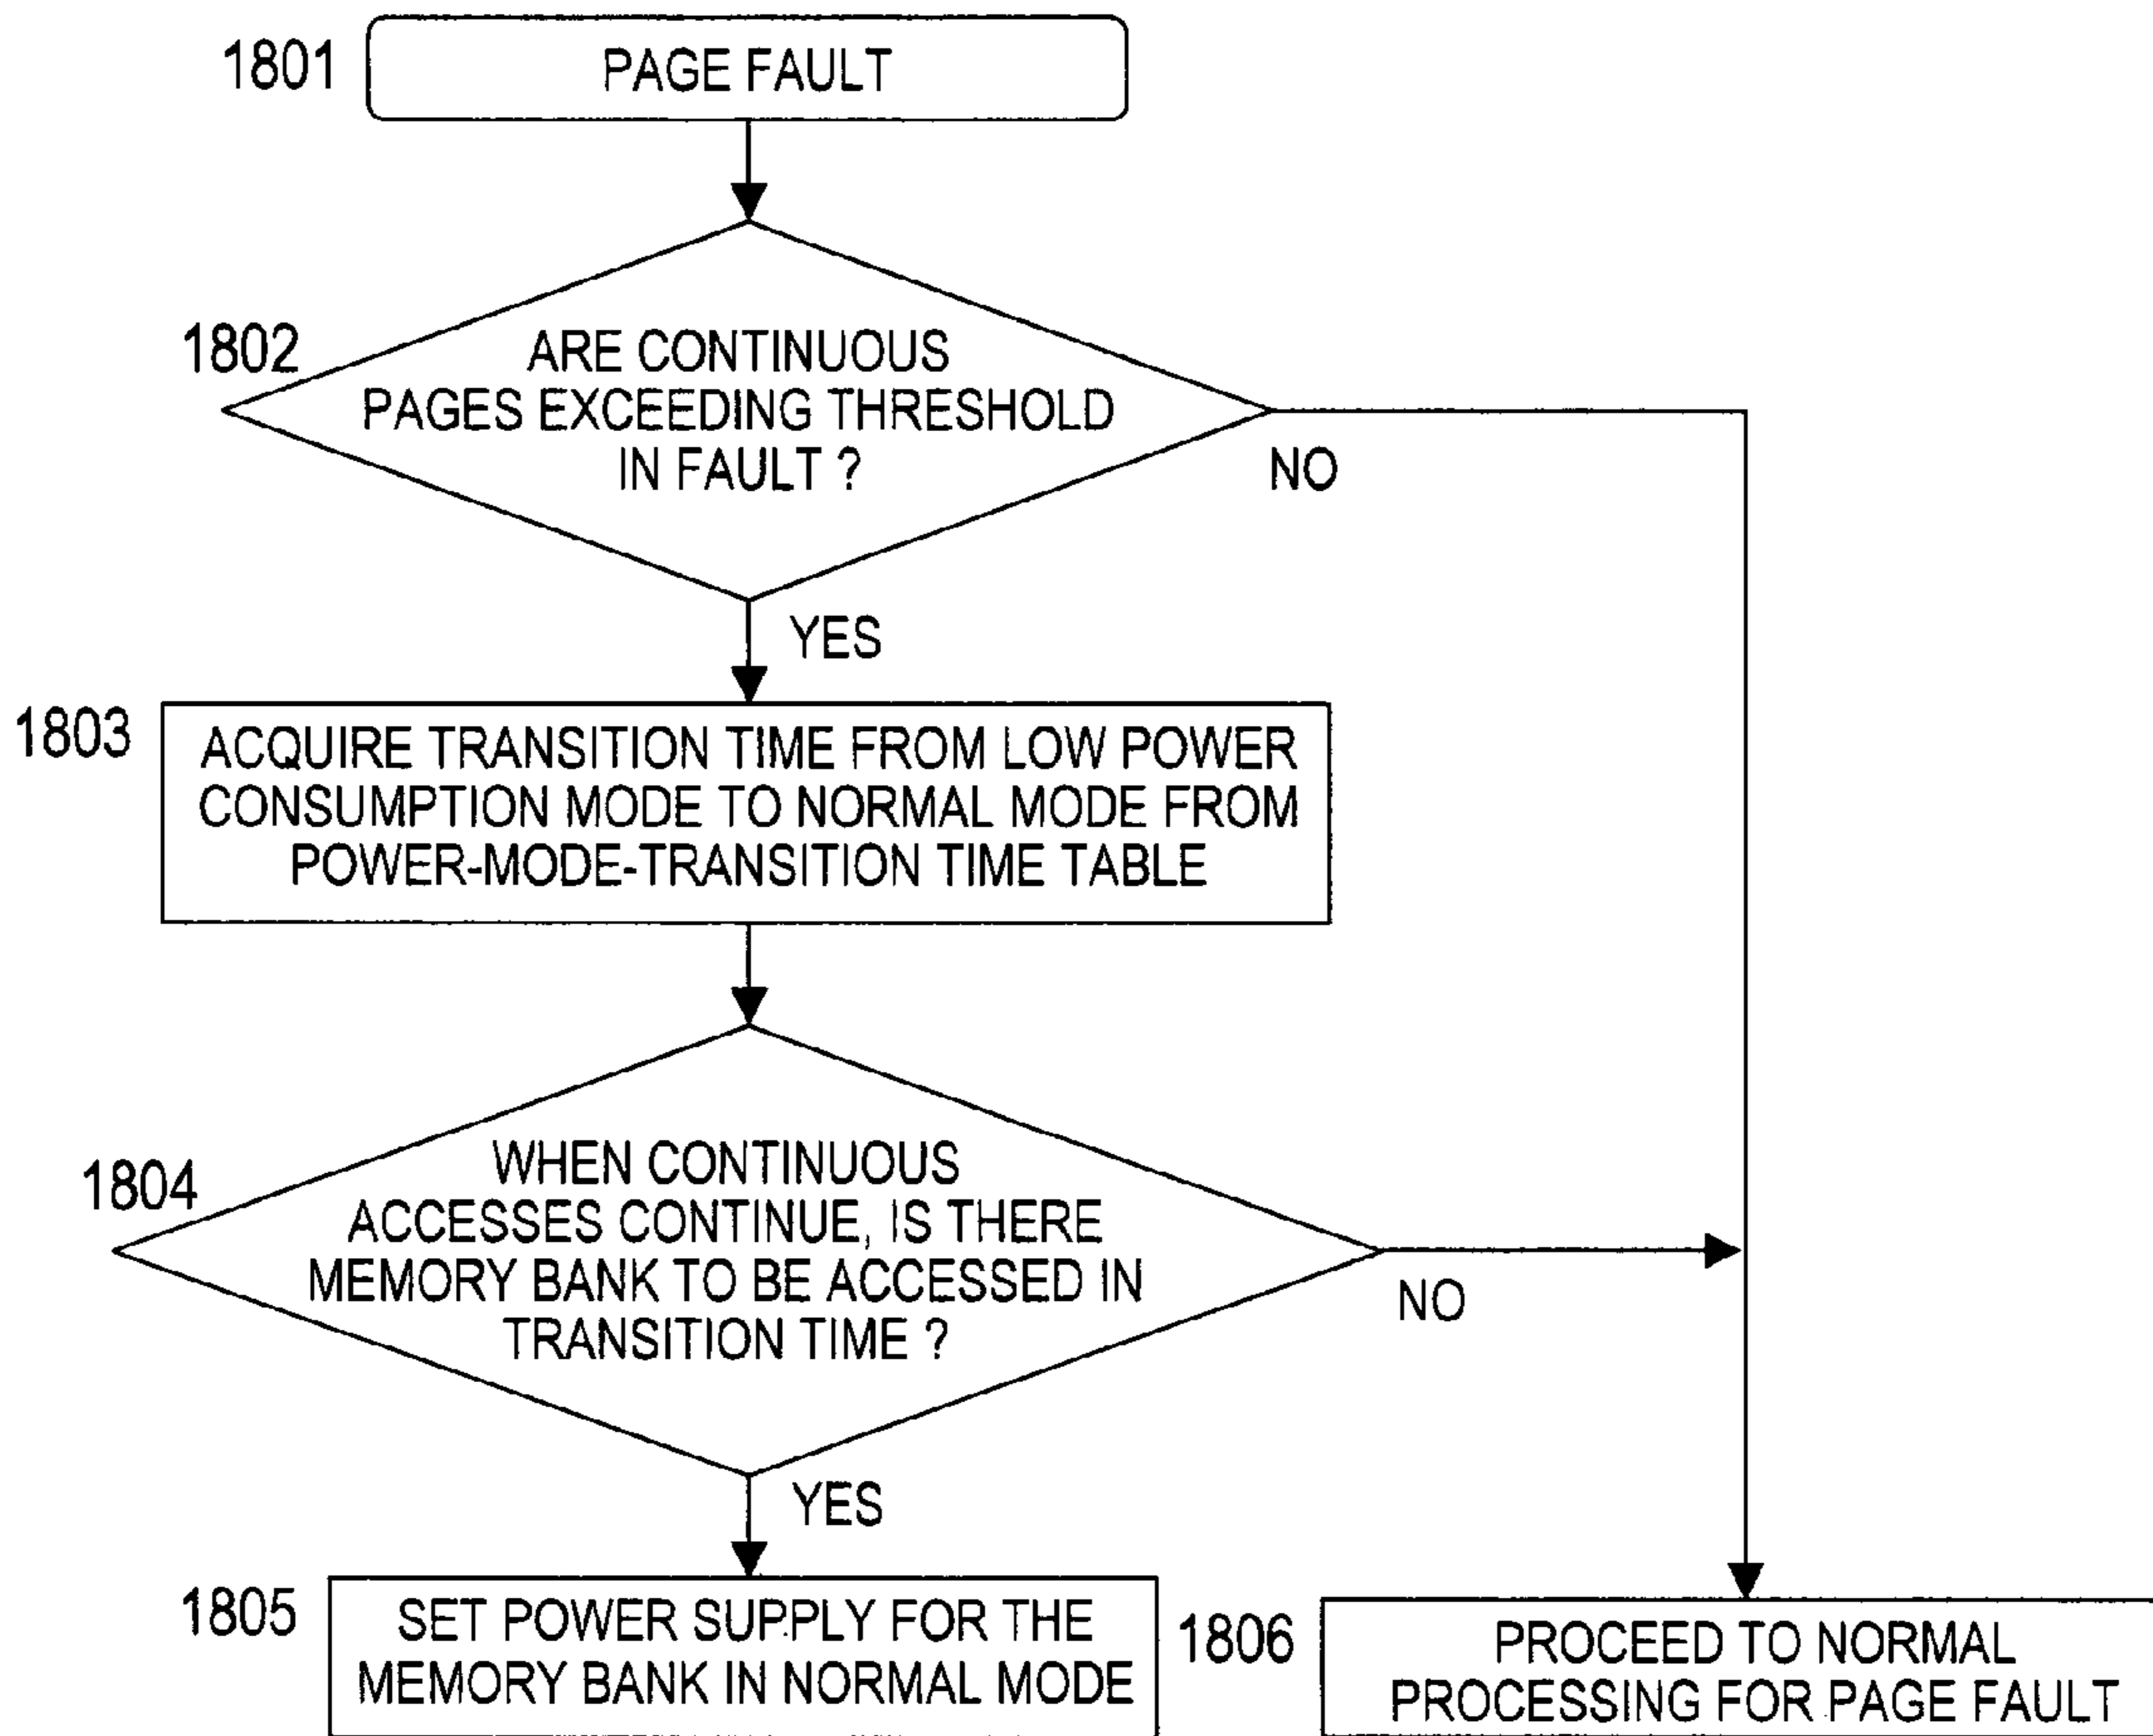 1801
PAGE FAULT
1802
ARE CONTINUOUS
PAGES EXCEEDING THRESHOLD
IN FAULT ?
NO
YES
1803
ACQUIRE TRANSITION TIME FROM LOW POWER
CONSUMPTION MODE TO NORMAL MODE FROM
POWER-MODE-TRANSITION TIME TABLE
1804
WHEN CONTINUOUS
ACCESSES CONTINUE, IS THERE
MEMORY BANK TO BE ACCESSED IN
TRANSITION TIME ?
NO
YES
1805
SET POWER SUPPLY FOR THE
MEMORY BANK IN NORMAL MODE
1806
PROCEED TO NORMAL
PROCESSING FOR PAGE FAULT